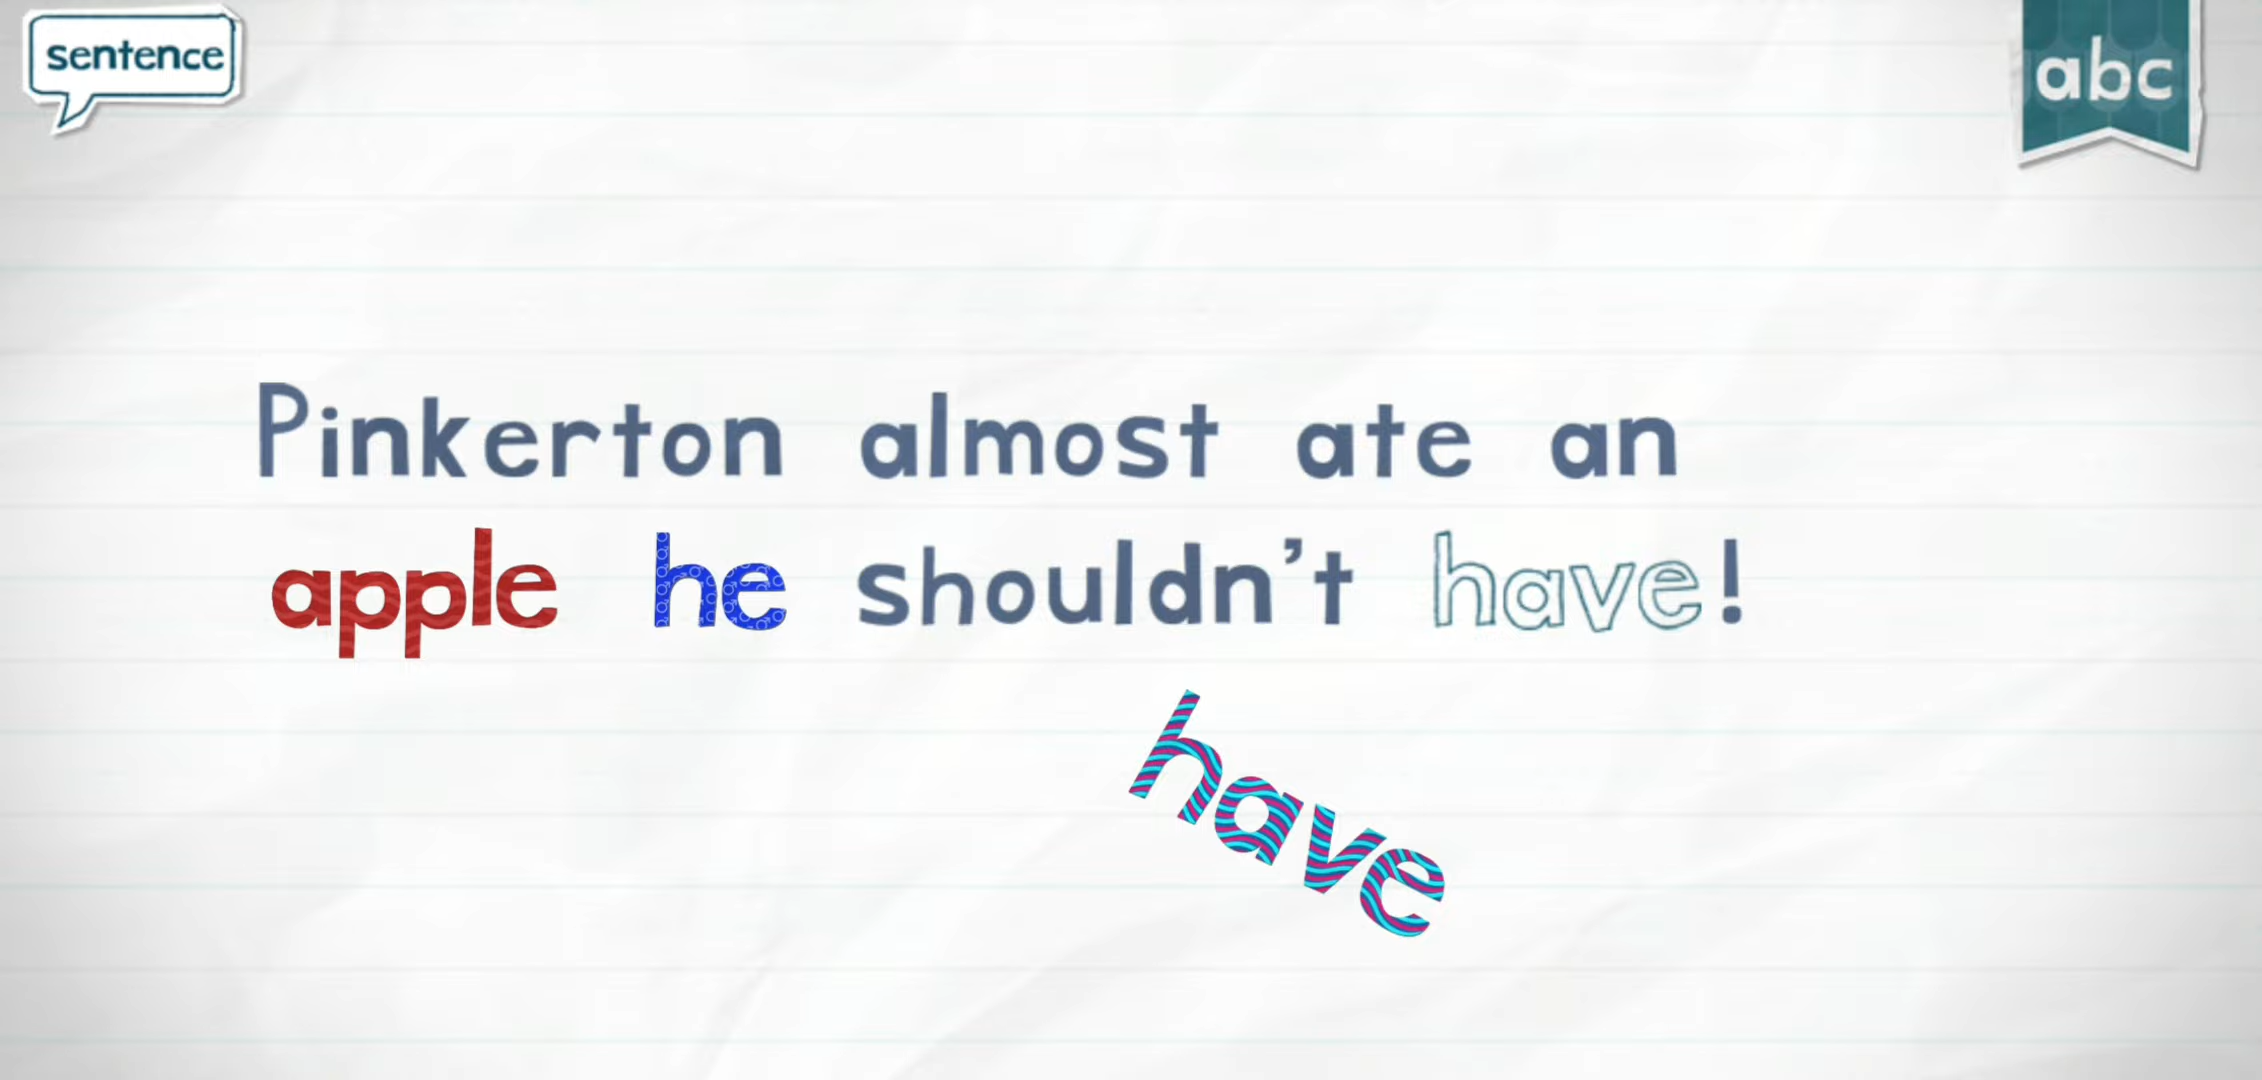 sentence
abc
Pinkerton almost ate an
apple he shouldn't have!
have